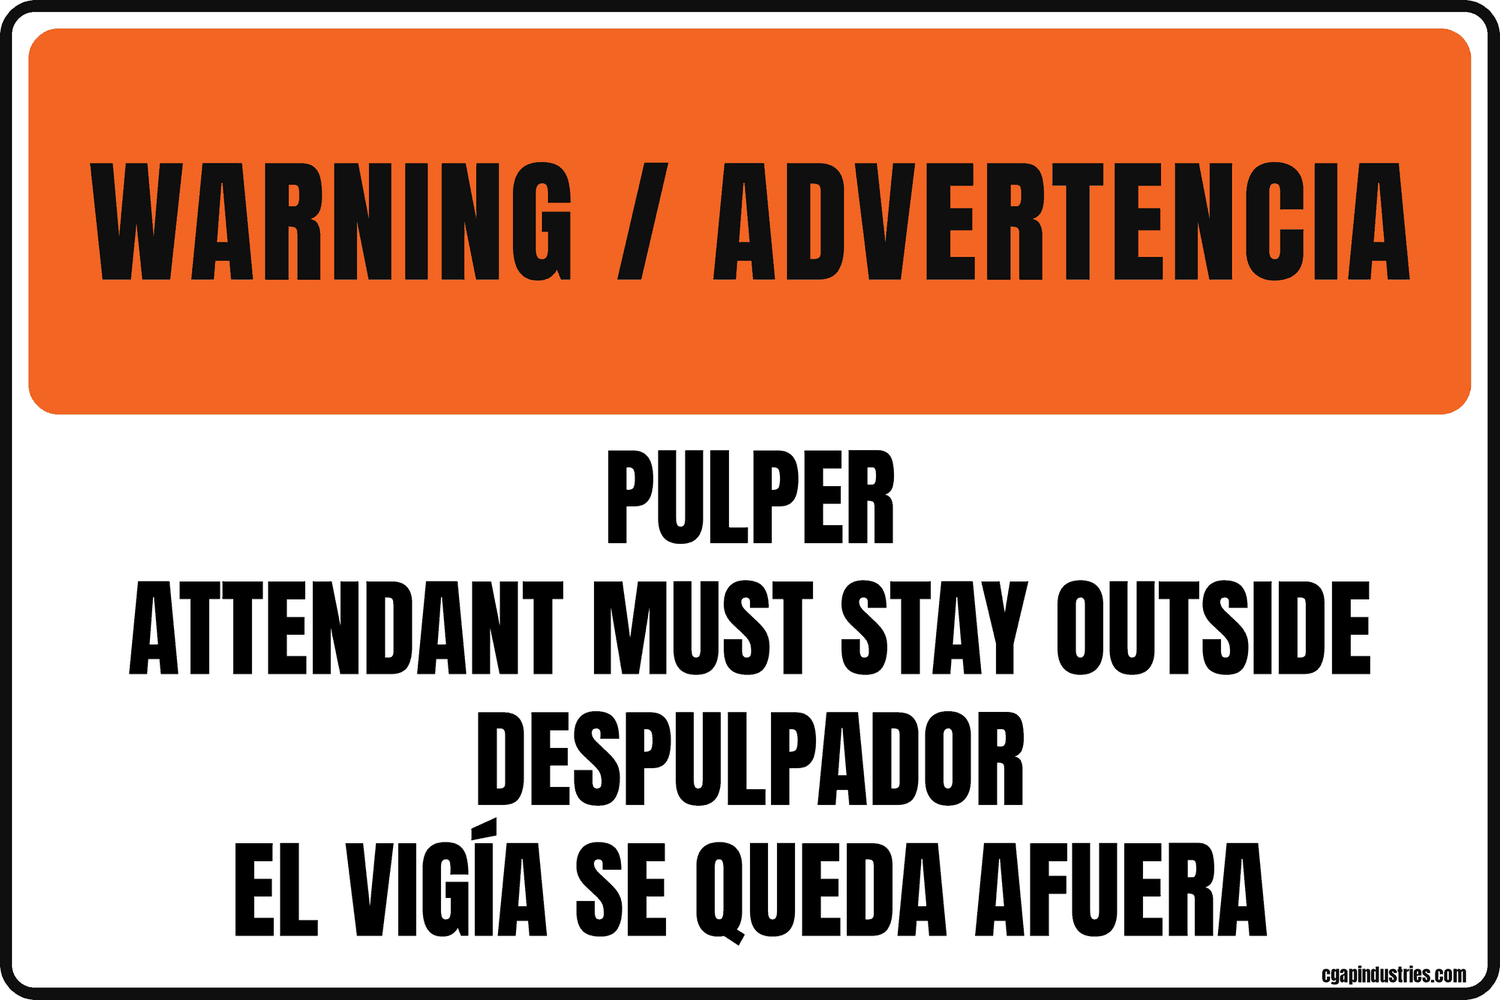 WARNING / ADVERTENCIA
PULPER
ATTENDANT MUST STAY OUTSIDE
DESPULPADOR
EL VIGÍA SE QUEDA AFUERA
cgapindustries.com